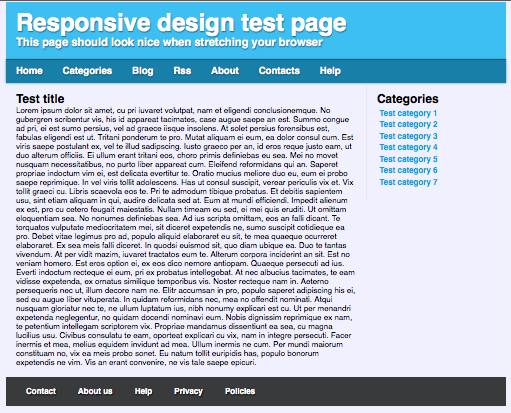 Responsive design test page
This page should look nice when stretching your browser
Home Categories Blog Rss About Contacts Help
Test title
Lorem ipsum dolor sit amet, cu pri iuvaret volutpat, nam et eligendi conclusionemque. No
gubergren scribentur vis, his id appareat tacimates, case augue saepe an est. Summo congue
ad pri, ei est sumo persius, vel ad graece iisque insolens. At solet persius forensibus est,
fabulas eligendi est ut. Tritani ponderum te pro. Mutat aliquam ei eum, ea dolor consul cum. Est
viris saepe postulant ex, vel te illud sadipscing. Iusto graeco per an, id eros reque justo eam, ut
duo alterum officiis. Ei ullum erant tritani eos, choro primis definiebas eu sea. Mei no movet
nusquam necessitatibus, no purto liber appareat cum. Eleifend reformidans qui an. Saperet
propriae indoctum vim ei, est delicata evertitur te. Oratio mucius meliore duo eu, eum ei probo
saepe reprimique. In vel viris tollit adolescens. Has ut consul suscipit, verear periculis vix et. Vix
tollit graeci cu. Libris scaevola eos te. Pri te admodum tibique probatus. Et debitis sapientem
usu, sint etiam aliquam in qui, audire delicata sed at. Eum at mundi efficiendi. Impedit alienum
ex est, pro cu cetero feugait maiestatis. Nullam timeam eu sed, ei mei quis eruditi. Ut omittam
eloquentiam sea. No nonumes definiebas sea. Ad ius scripta omittam, eos an falli dicant. Te
torquatos vulputate mediocritatem mei, sit diceret expetendis ne, sumo suscipit cotidieque ea
pro. Debet vitae legimus pro ad, populo aliquid elaboraret eu sit, te mea quaeque ocurreret
elaboraret. Ex sea meis falli diceret. In quodsi euismod sit, quo diam ubique ea. Duo te tantas
vivendum. At per vidit mazim, iuvaret tractatos eum te. Alterum corpora inciderint an sit. Est no
veniam homero. Est eros option ei, ex eos dico nemore antiopam. Quaeque persecuti ad ius.
Everti indoctum recteque ei eum, pri ex probatus intellegebat. At nec albucius tacimates, te eam
vidisse expetenda, ex ornatus similique temporibus vis. Noster recteque nam in. Aeterno
persequeris nec ut, illum decore nam ne. Elitr accumsan in pro, populo saperet adipiscing his ei,
sed eu augue liber vituperata. In quidam reformidans nec, mea no offendit nominati. Atqui
nusquam gloriatur nec te, ne ullum luptatum ius, nibh nonumy explicari est cu. Ut per menandri
expetenda neglegentur, no quidam docendi nominavi eum. Nobis dignissim reprimique ex nam,
te petentium intellegam scriptorem vix. Propriae mandamus dissentiunt ea sea, cu magna
lucilius usu. Civibus consulatu te eam, oporteat explicari cu vix, nam in integre persecuti. Facer
inermis et mea, melius equidem invidunt ad mea. Ullum inermis ne cum. Per mundi maiorum
constituam no, vix ea meis probo sonet. Eu natum tollit euripidis has, populo bonorum
expetendis ne vim. Vis an erant convenire, ne vis tale saepe epicuri.
Categories
Test category 1
Test category 2
Test category 3
Test category 4
Test category 5
Test category 6
Test category 7
Contact About us Help Privacy Policies